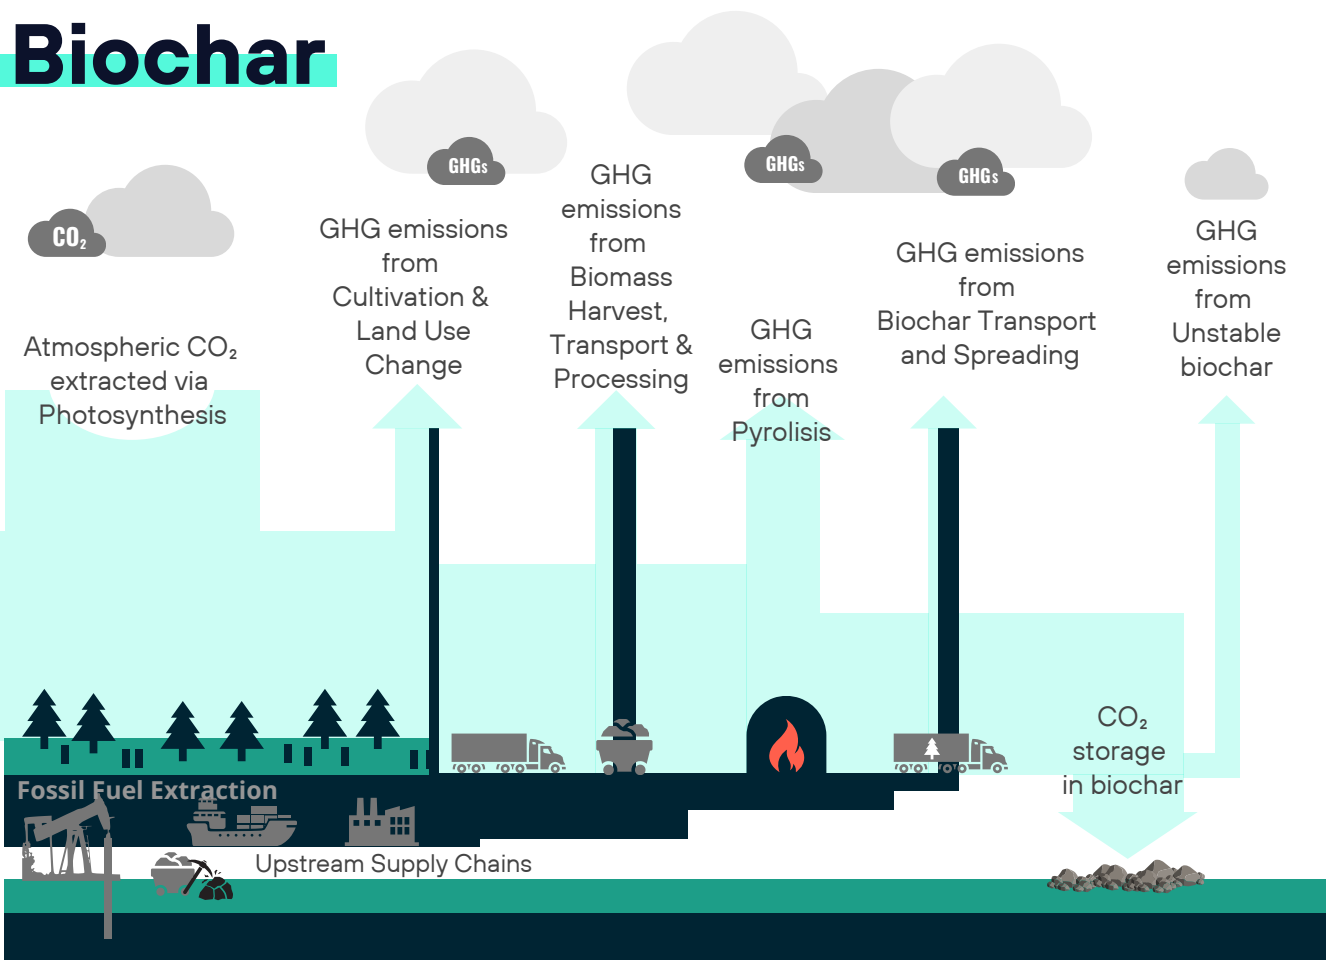 Biochar
CO₂
Atmospheric CO₂
extracted via
Photosynthesis
GHGs
GHG emissions
from
Cultivation &
Land Use
Change
GHG
emissions
from
Biomass
Harvest,
Transport &
Processing
GHGs
GHG
emissions
from
Pyrolisis
GHGs
GHG emissions
from
Biochar Transport
and Spreading
GHG
emissions
from
Unstable
biochar
CO₂
storage
in biochar
Fossil Fuel Extraction
Upstream Supply Chains